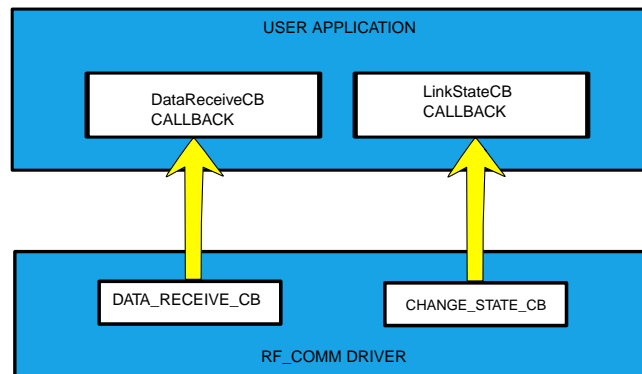 USER APPLICATION
DataReceiveCB
CALLBACK
LinkStateCB
CALLBACK
DATA_RECEIVE_CB
CHANGE_STATE_CB
RF_COMM DRIVER